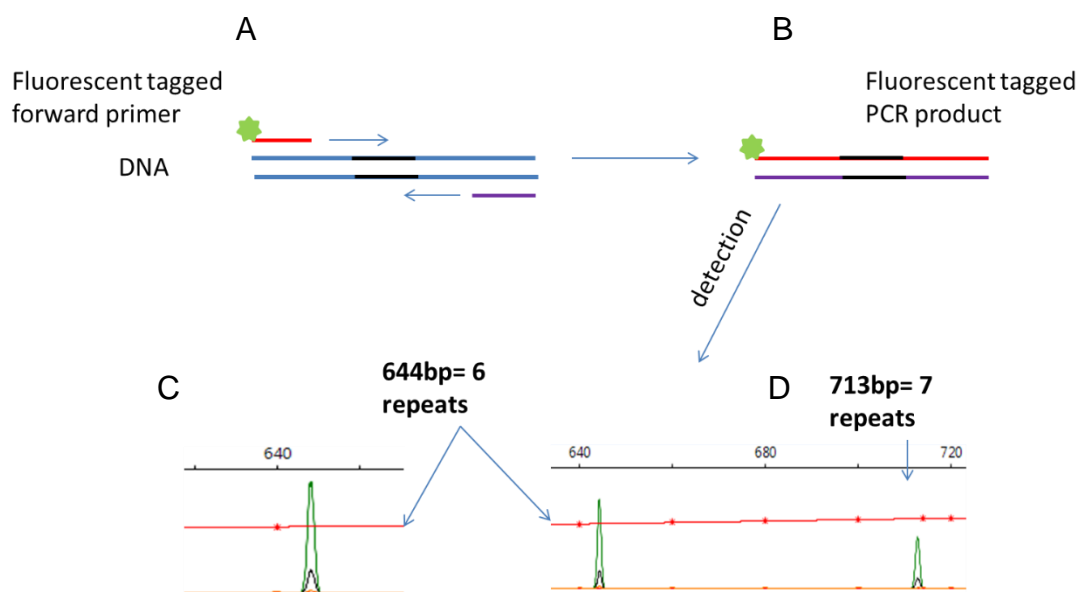 A
B
Fluorescent tagged
forward primer
DNA
Fluorescent tagged
PCR product
detection
C
644bp= 6
repeats
D
713bp= 7
repeats
640
640
680
720